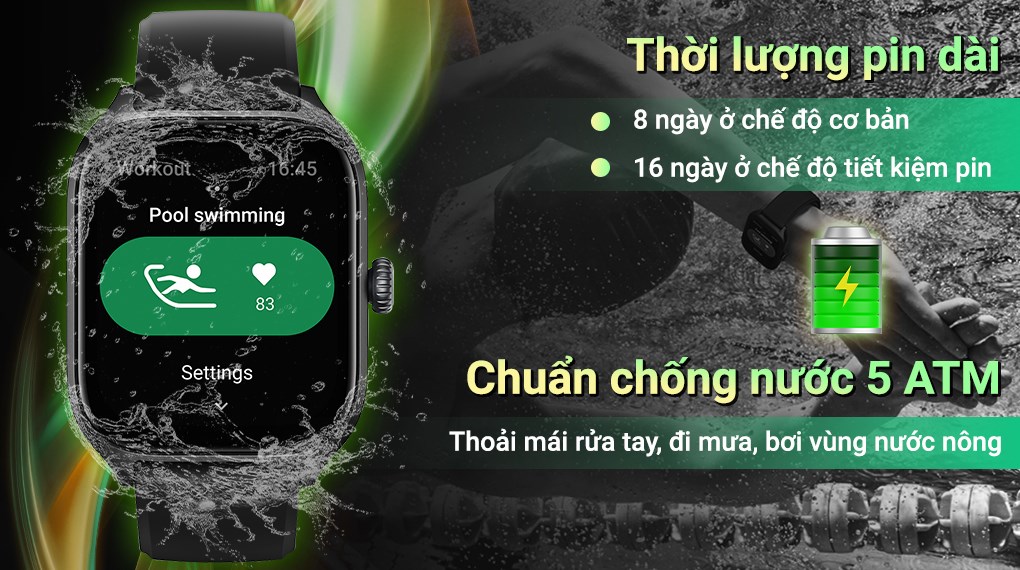 Workout 16:45
Pool swimming
83
Settings
Thời lượng pin dài
8 ngày ở chế độ cơ bản
16 ngày ở chế độ tiết kiệm pin
Chuẩn chống nước 5 ATM
Thoải mái rửa tay, đi mưa, bơi vùng nước nông